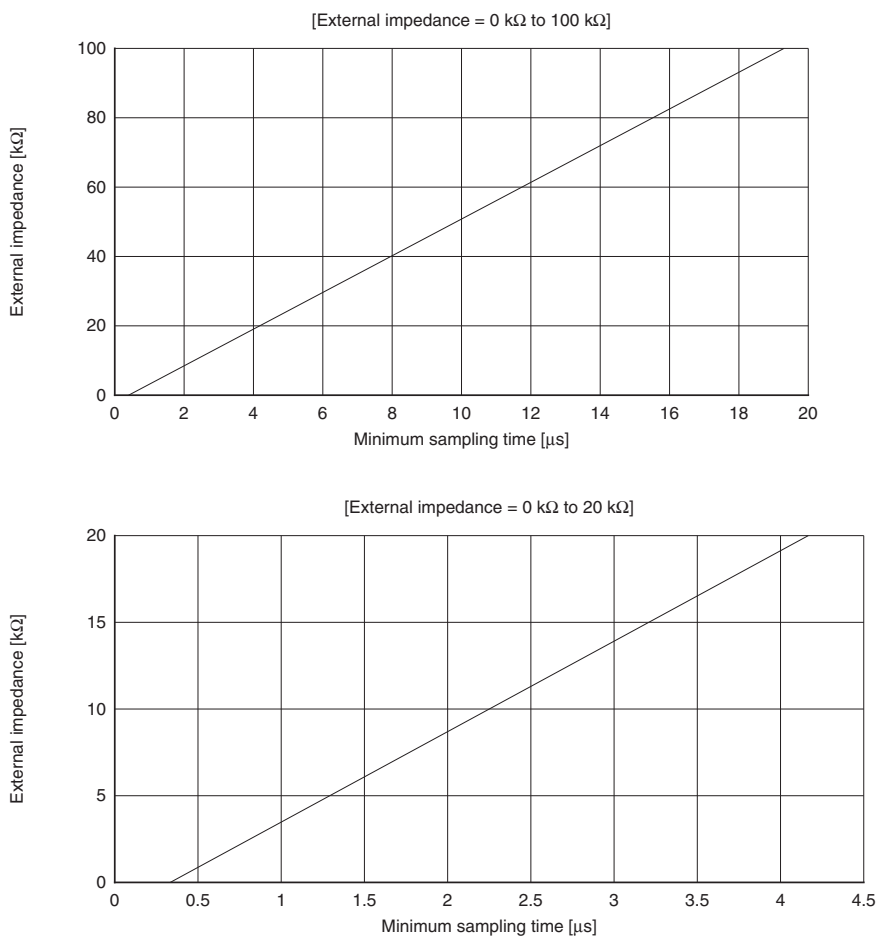 [External impedance = 0 kΩ to 100 kΩ]
External impedance [kΩ]
100
80
60
40
20
0
0 2 4 6 8 10 12 14 16 18 20
Minimum sampling time [μs]
[External impedance = 0 kΩ to 20 kΩ]
External impedance [kΩ]
20
15
10
5
0
0 0.5 1 1.5 2 2.5 3 3.5 4 4.5
Minimum sampling time [μs]